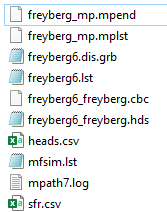 freyberg_mp.mpend
freyberg_mp.mplst
freyberg6.dis.grb
freyberg6.lst
freyberg6_freyberg.cbc
freyberg6_freyberg.hds
heads.csv
mfsim.lst
mpath7.log
sfr.csv